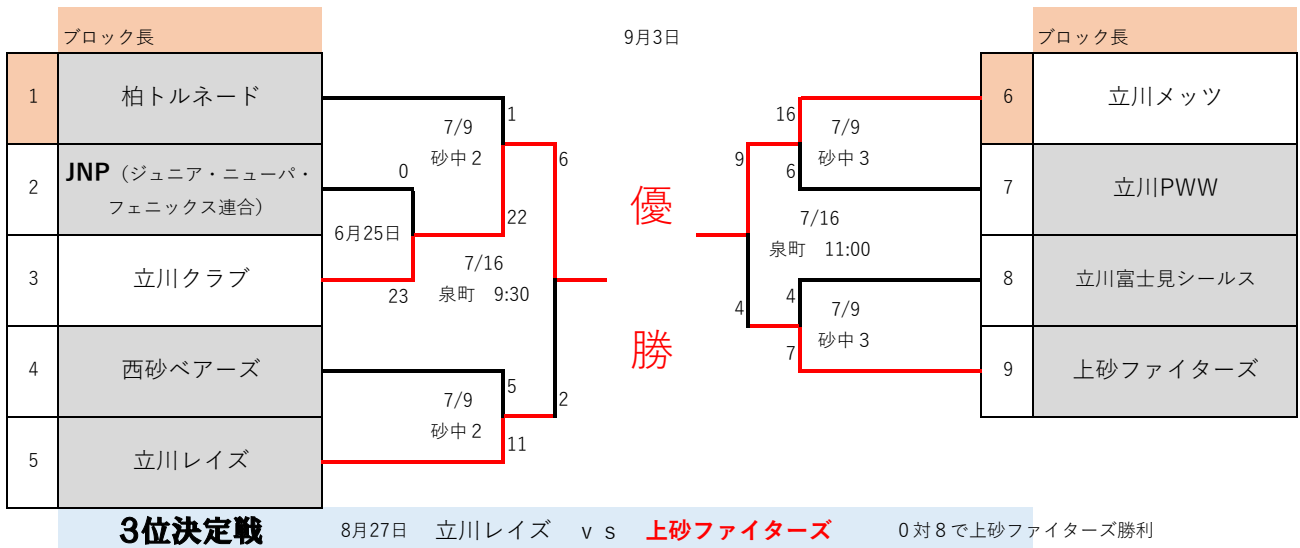 ブロック長
9月3日
ブロック長
1
柏トルネード
2
JNP（ジュニア・ニューパ・
フェニックス連合）
3
立川クラブ
4
西砂ベアーズ
5
立川レイズ
0
6月25日
23
7/9
砂中２
1
22
7/16
泉町 9:30
7/9
砂中２
5
11
6
2
優
勝
9
4
16
6
7/9
砂中３
7/16
泉町 11:00
4
7
7/9
砂中３
6
立川メッツ
7
立川PWW
8
立川富士見シールス
9
上砂ファイターズ
3位決定戦 8月27日 立川レイズ ｖｓ 上砂ファイターズ ０対８で上砂ファイターズ勝利